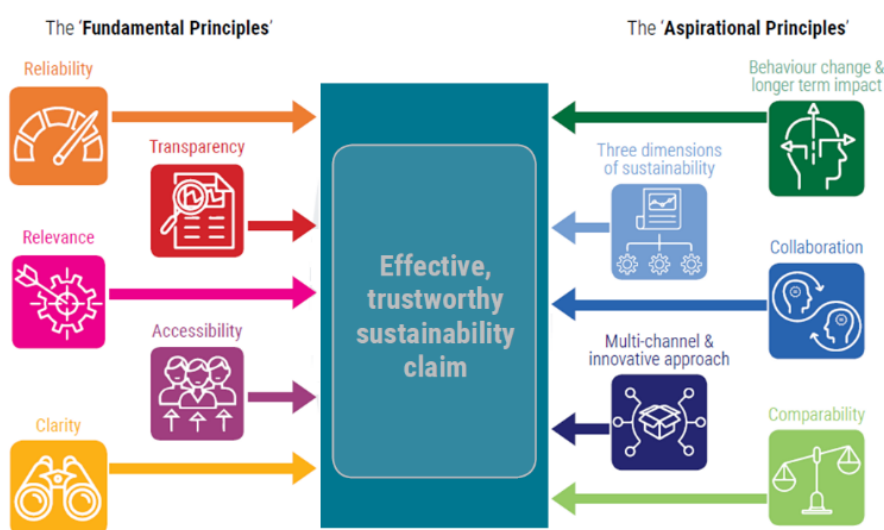 The 'Fundamental Principles'
Reliability
Transparency
Relevance
Accessibility
Clarity
Effective,
trustworthy
sustainability
claim
The 'Aspirational Principles'
Behaviour change &
longer term impact
Three dimensions
of sustainability
Collaboration
Multi-channel &
innovative approach
Comparability